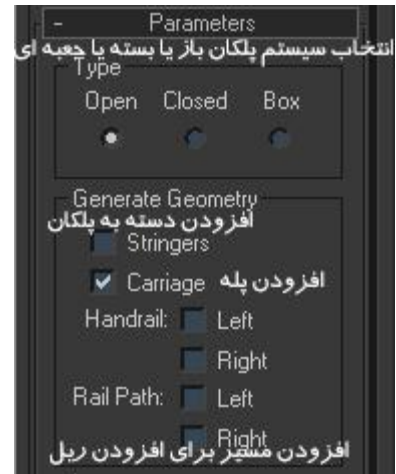 - Parameters
انتخاب سیستم پلکان باز یا بسته یا جعبه ای
Type
Open Closed Box
Generate Geometry
افزودن دسته به پلکان
Stringers
Carriage افزودن پله
Handrail: Left
Right
Rail Path: Left
Right
افزودن مسیر برای افزودن ریل